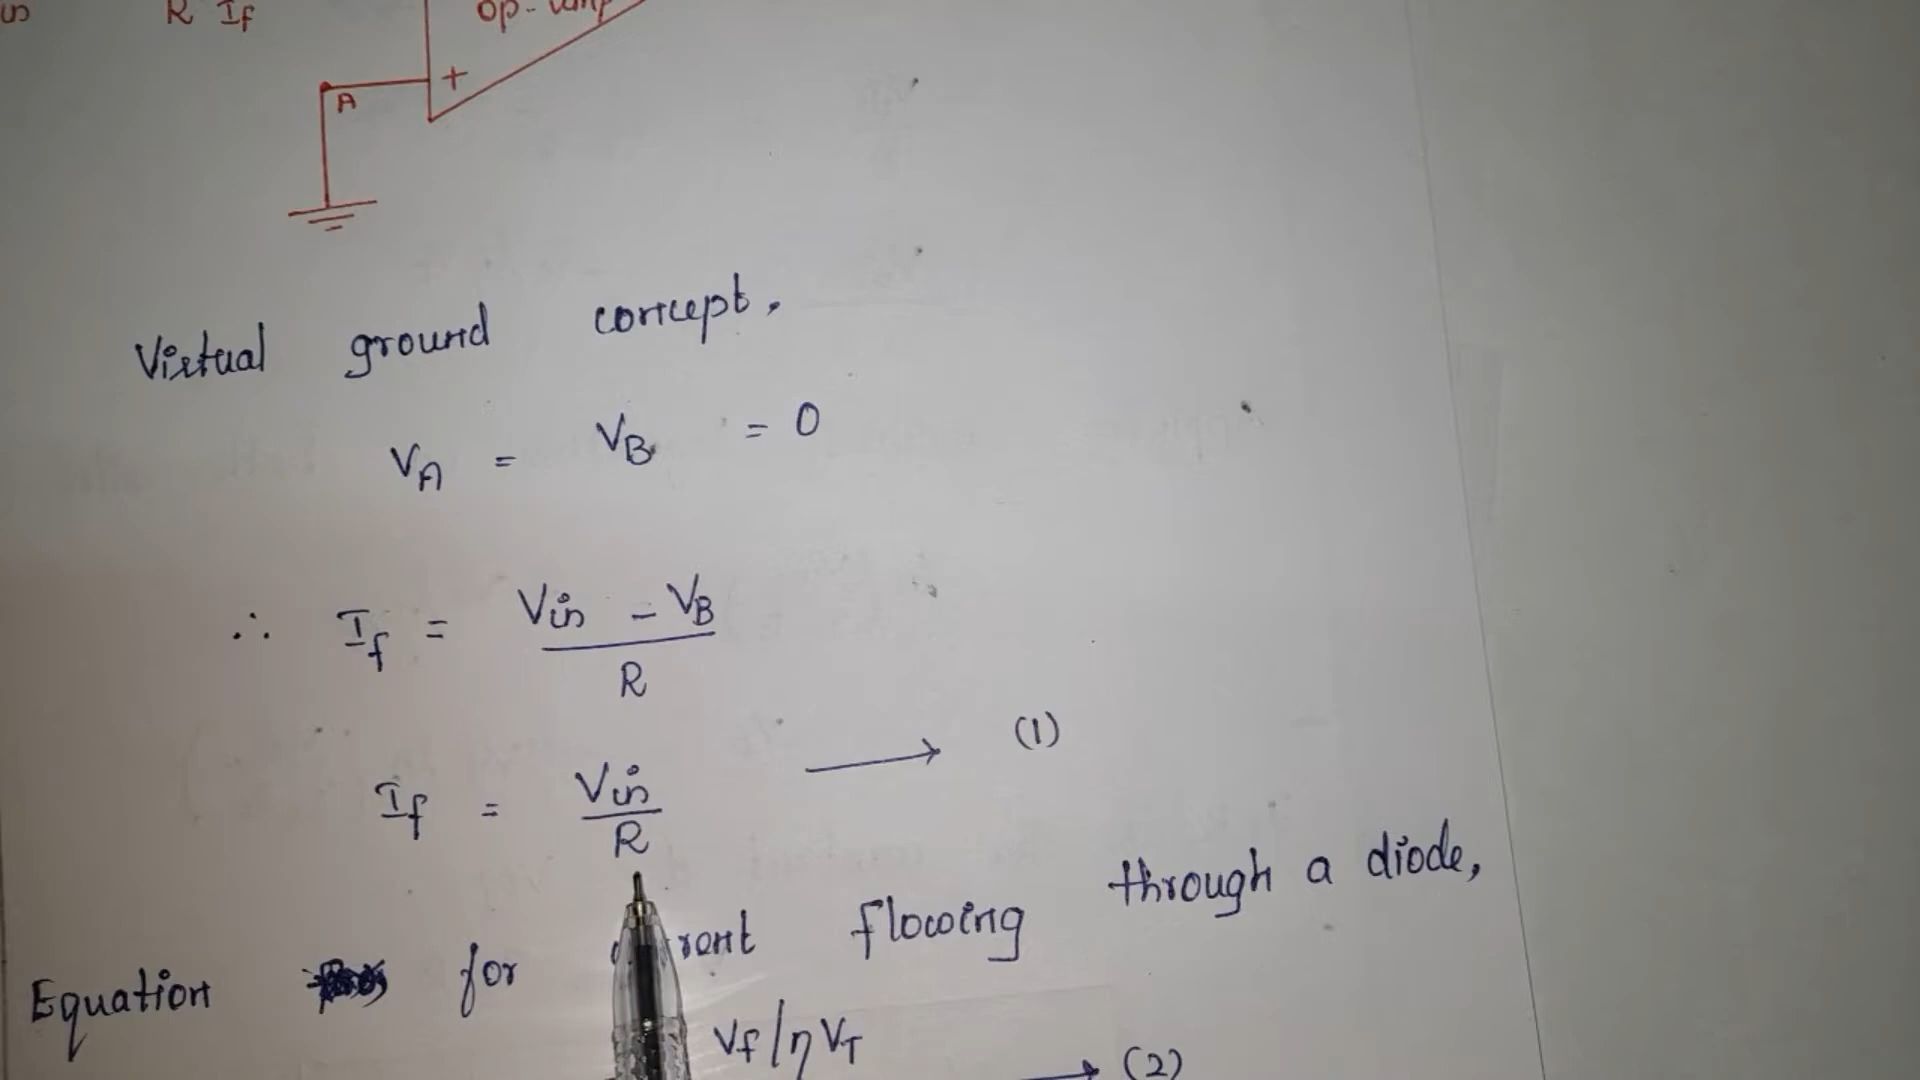 R If
op-amp
+
A
Virtual ground concept,
VA = VB = 0
∴ If = Vin - VB
R
If = Vin ⟶ (1)
R
Equation for flowing through a diode,
Vf/ηVT ⟶ (2)